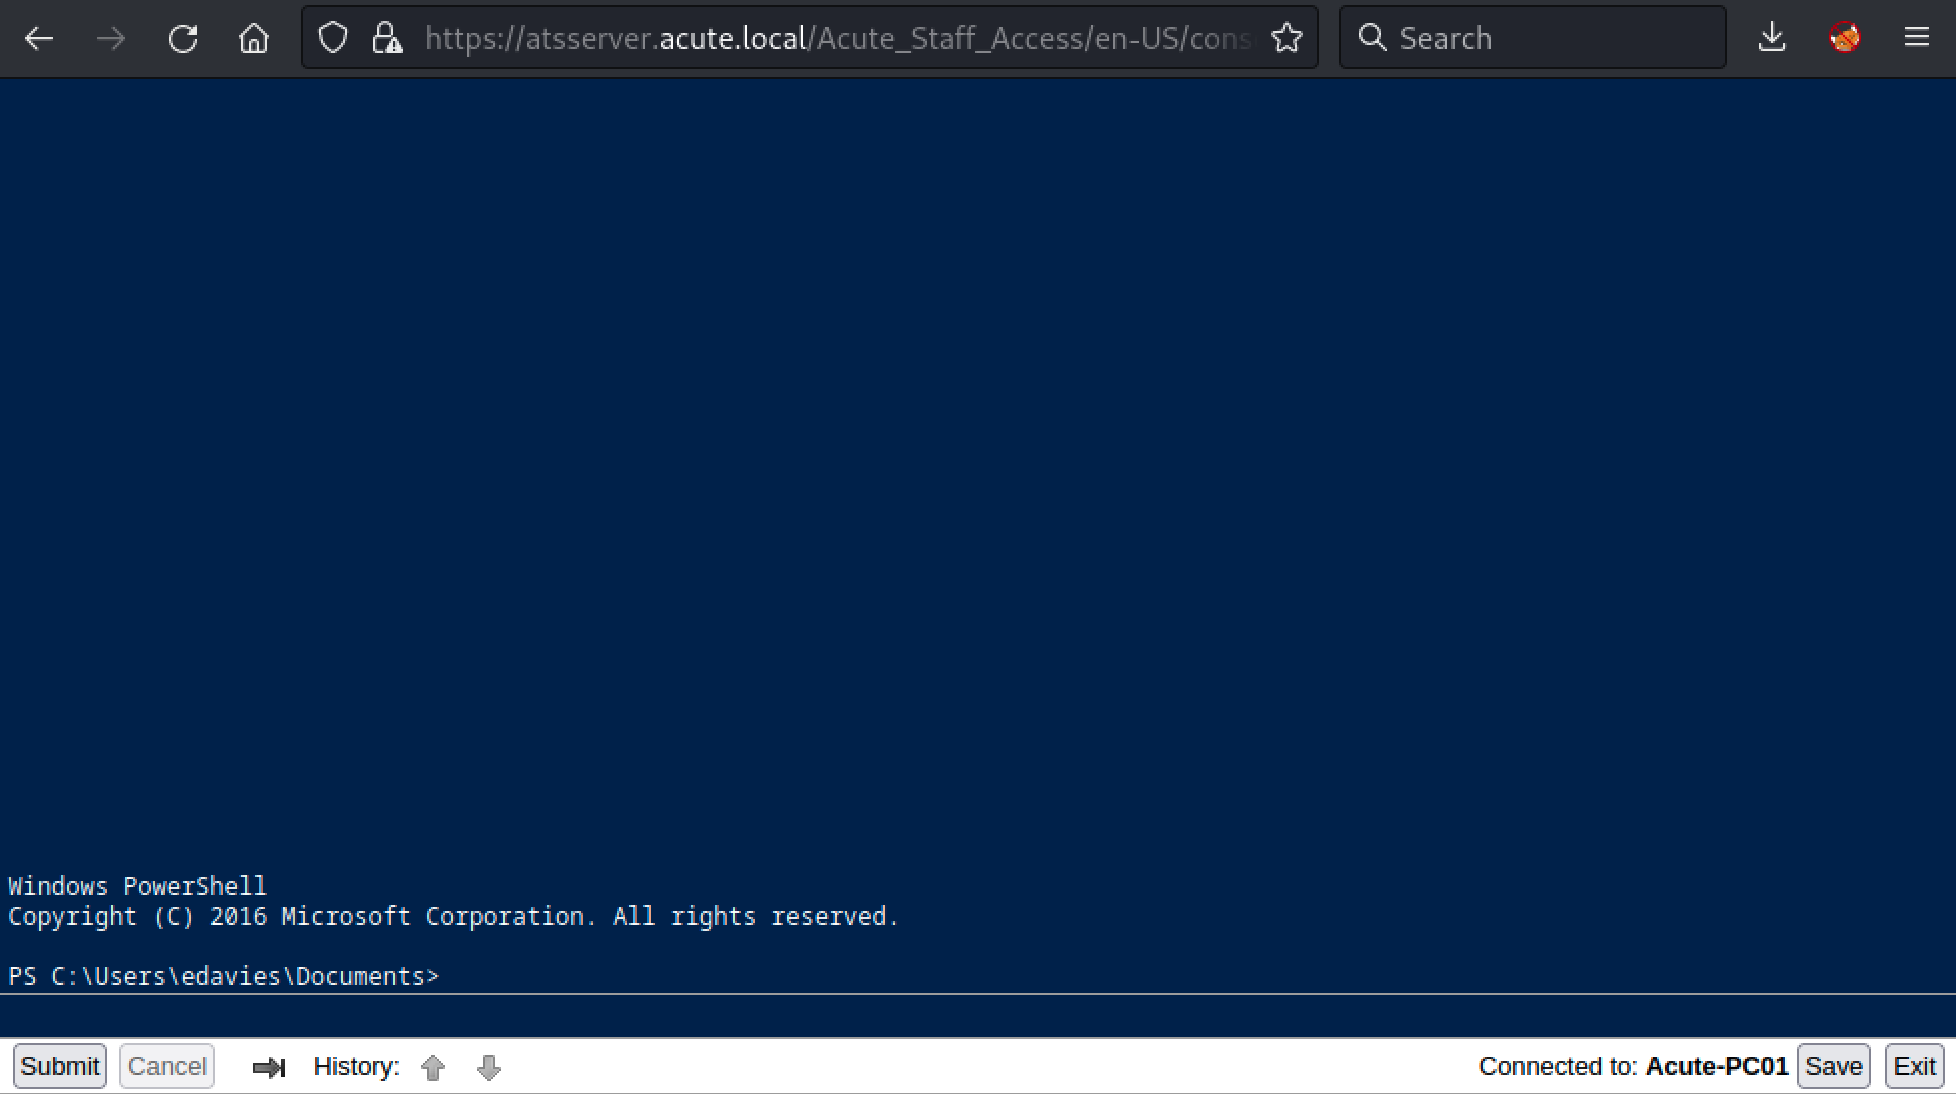 https://atsserver.acute.local/Acute_Staff_Access/en-US/cons
Search
Windows PowerShell
Copyright (C) 2016 Microsoft Corporation. All rights reserved.
PS C:\Users\edavies\Documents>
Submit Cancel History: Connected to: Acute-PC01 Save Exit